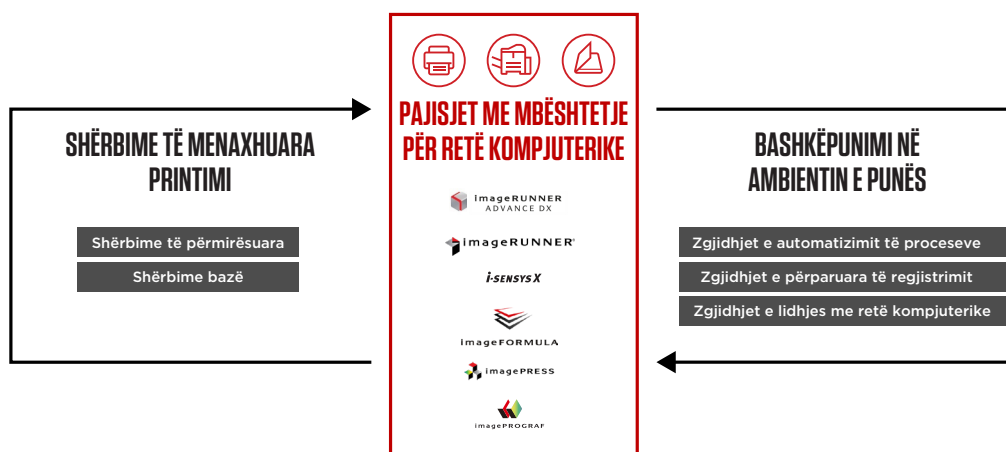 SHËRBIME TË MENAXHUARA
PRINTIMI
Shërbime të përmirësuara
Shërbime bazë
PAJISJET ME MBËSHTETJE
PËR RETË KOMPJUTERIKE
imageRUNNER
ADVANCE DX
imageRUNNER®
i-SENSYS X
imageFORMULA
imagePRESS
imagePROGRAF
BASHKËPUNIMI NË
AMBIENTIN E PUNËS
Zgjidhjet e automatizimit të proceseve
Zgjidhjet e përparuara të regjistrimit
Zgjidhjet e lidhjes me retë kompjuterike